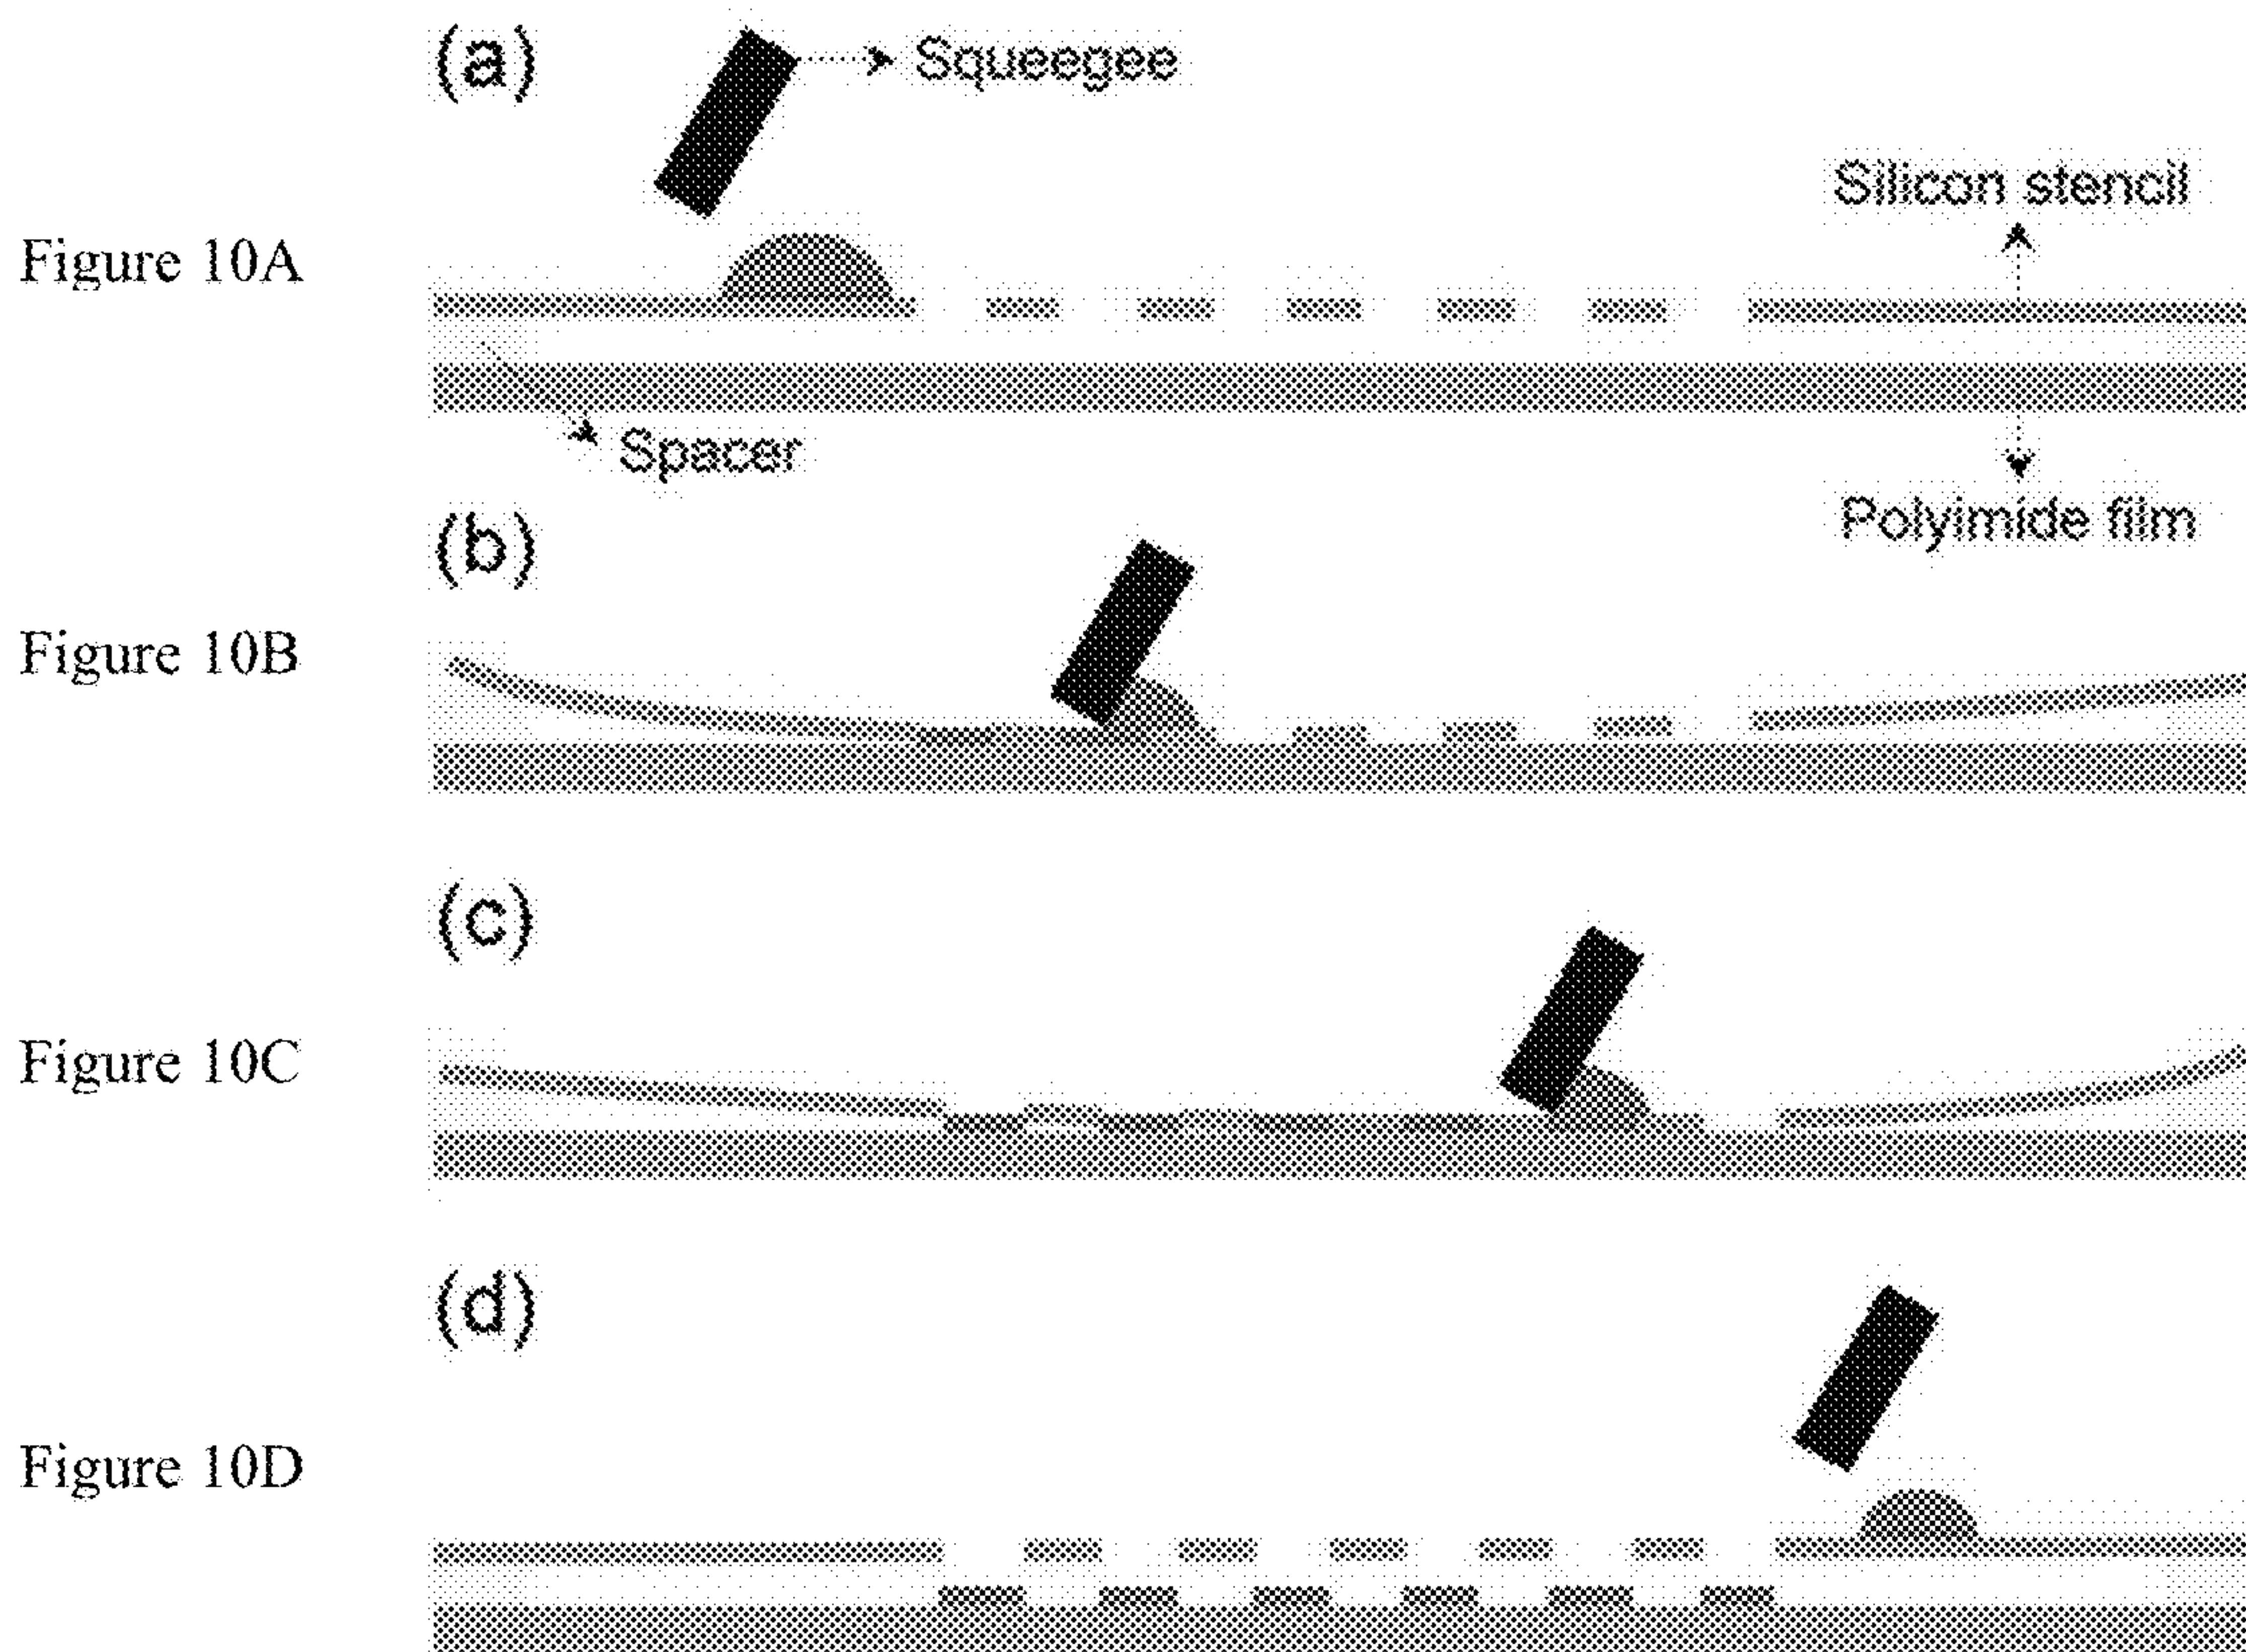 (a)
Squeegee
Silicon stencil
Figure 10A
Spacer
Polyimide film
(b)
Figure 10B
(c)
Figure 10C
(d)
Figure 10D